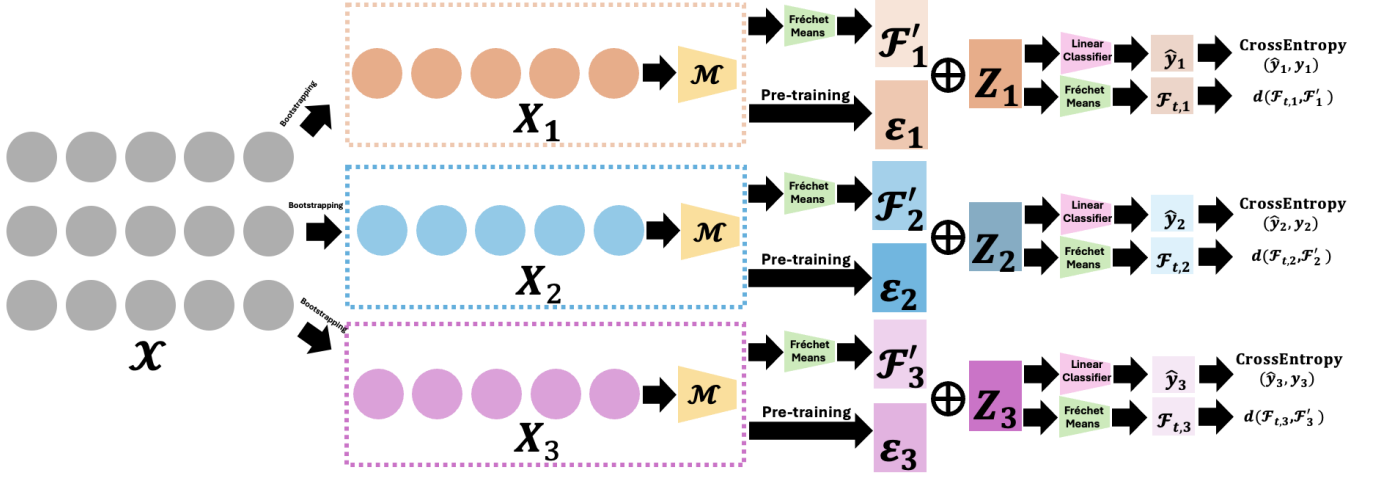 𝒳
Bootstrapping
Bootstrapping
Bootstrapping
X₁
ℳ
Fréchet
Means
Pre-training
ℱ′₁
ε₁
⊕
Z₁
Linear
Classifier
ŷ₁
CrossEntropy
(ŷ₁, y₁)
Fréchet
Means
ℱₜ,₁
d(ℱₜ,₁,ℱ′₁ )
X₂
ℳ
Fréchet
Means
Pre-training
ℱ′₂
ε₂
⊕
Z₂
Linear
Classifier
ŷ₂
CrossEntropy
(ŷ₂, y₂)
Fréchet
Means
ℱₜ,₂
d(ℱₜ,₂,ℱ′₂ )
X₃
ℳ
Fréchet
Means
Pre-training
ℱ′₃
ε₃
⊕
Z₃
Linear
Classifier
ŷ₃
CrossEntropy
(ŷ₃, y₃)
Fréchet
Means
ℱₜ,₃
d(ℱₜ,₃,ℱ′₃ )